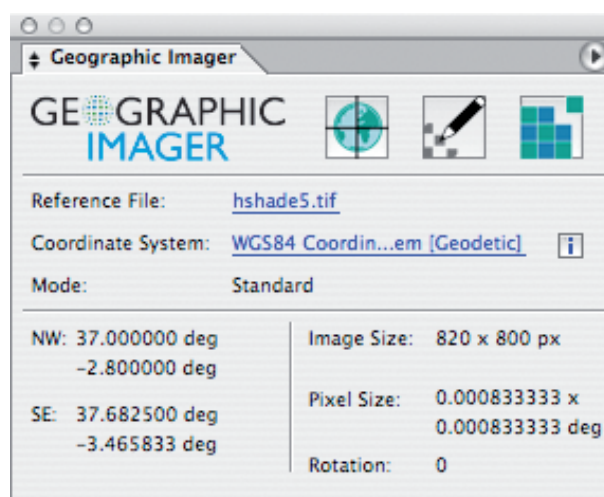 Geographic Imager
GEOGRAPHIC
IMAGER
Reference File: hshade5.tif
Coordinate System: WGS84 Coordin...em [Geodetic] i
Mode: Standard
NW: 37.000000 deg
-2.800000 deg
SE: 37.682500 deg
-3.465833 deg
Image Size: 820 x 800 px
Pixel Size: 0.000833333 x
0.000833333 deg
Rotation: 0